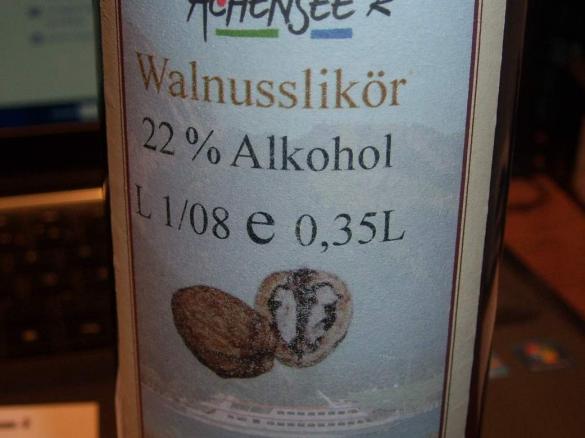 ACHENSEE'R
Walnusslikör
22 % Alkohol
L 1/08 e 0,35L